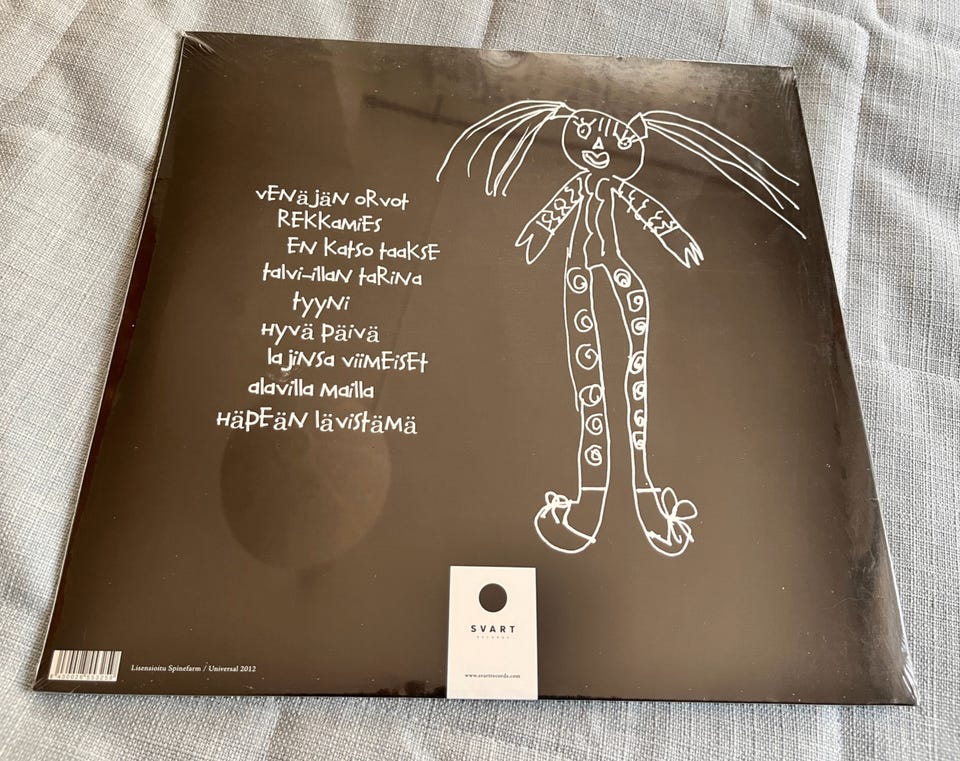 VENäJäN ORVOt
REKKamiES
EN Katso taaKSE
talvi-illan taRiNa
tyyNi
Hyvä Päivä
lajiNSa viimEiSEt
alavilla Mailla
HäPEäN lävistämä
SVART
RECORDS
www.svartrecords.com
Lisensioitu Spinefarm / Universal 2012